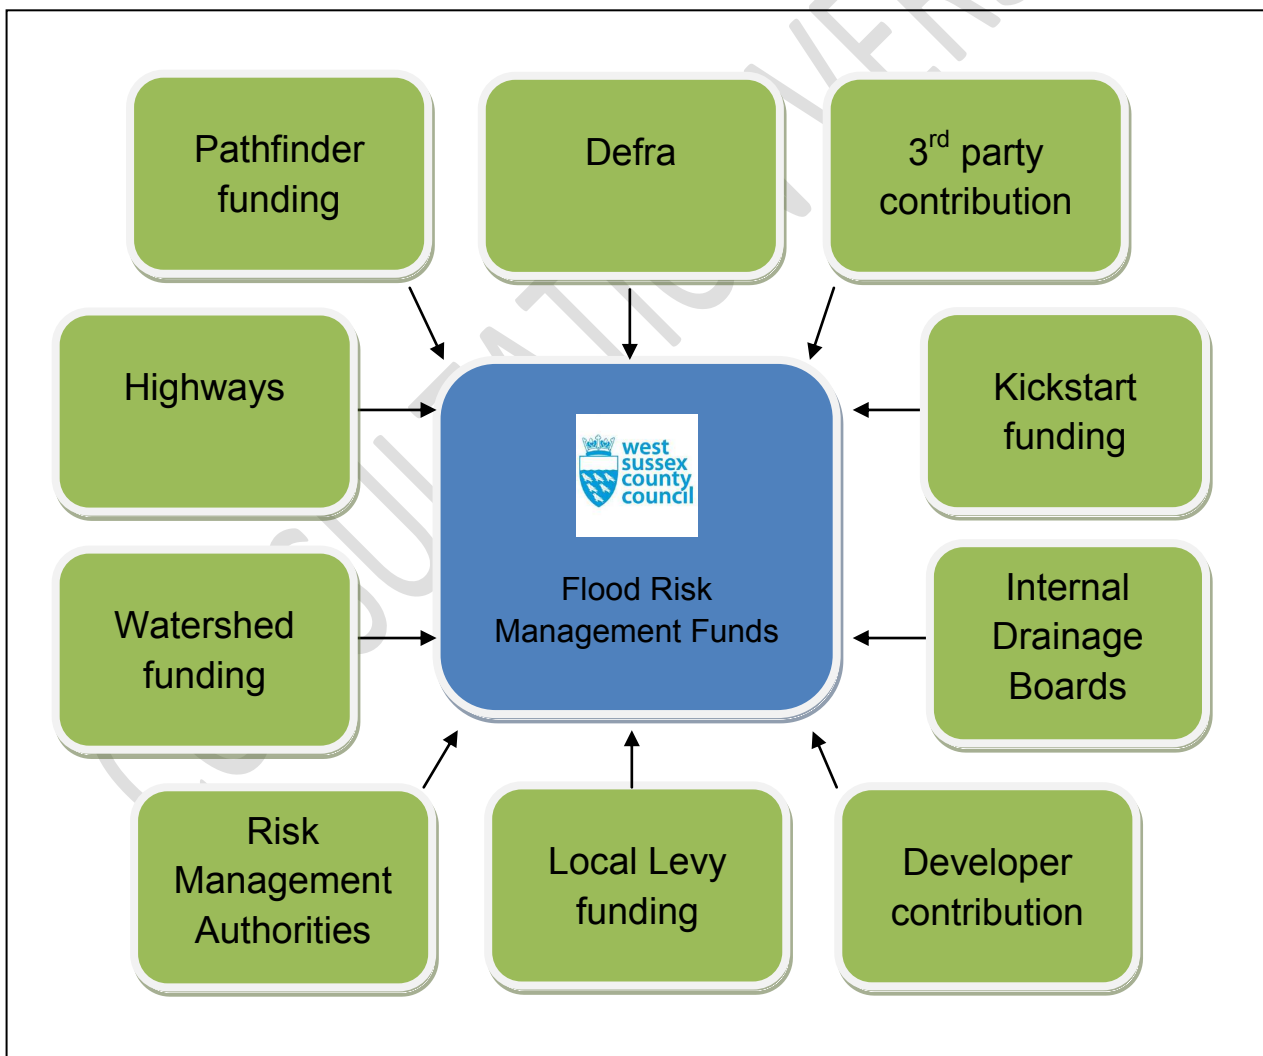 Pathfinder
funding
Defra
3rd party
contribution
Highways
Kickstart
funding
west
sussex
county
council
Flood Risk
Management Funds
Watershed
funding
Internal
Drainage
Boards
Risk
Management
Authorities
Local Levy
funding
Developer
contribution